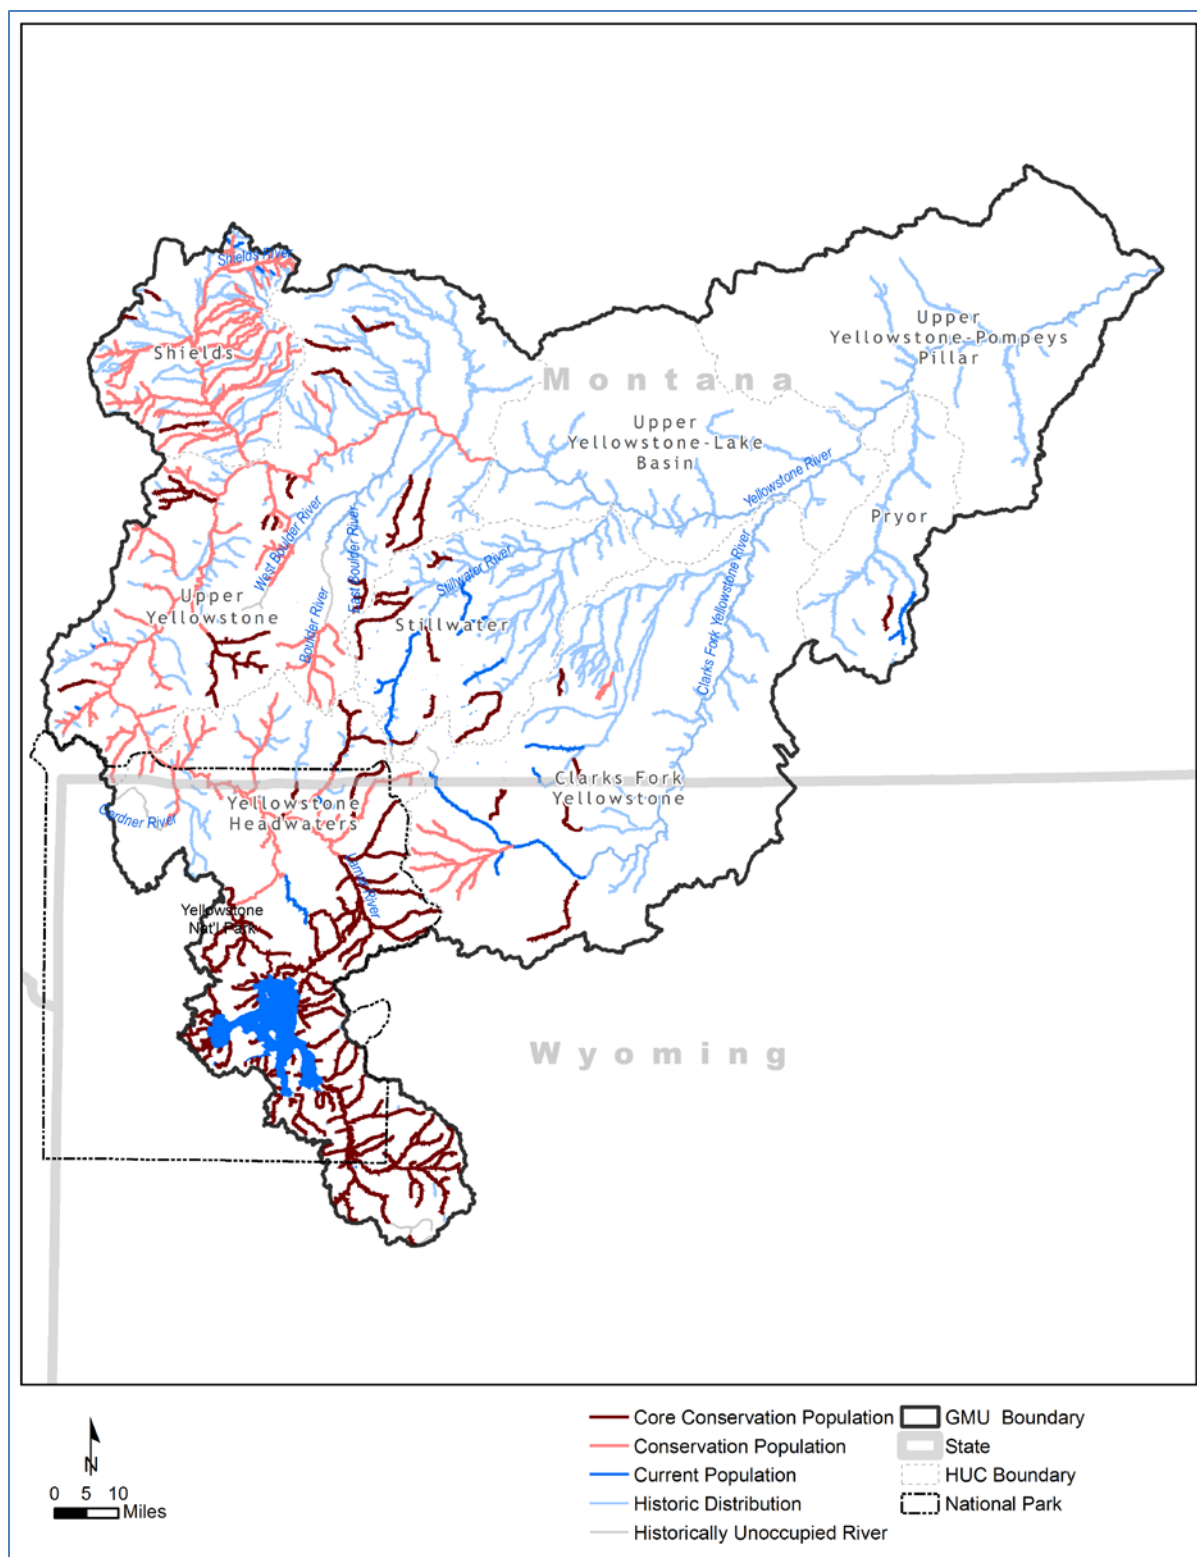 Shields River
Shields
Montana
Upper
Yellowstone-Pompeys
Pillar
Upper
Yellowstone-Lake
Basin
Yellowstone River
Pryor
West Boulder River
East Boulder River
Stillwater River
Clarks Fork Yellowstone River
Upper
Yellowstone
Boulder River
Stillwater
Clarks Fork
Yellowstone
Yellowstone
Headwaters
Gardner River
Lamar River
Yellowstone
Nat'l Park
Wyoming
N
0 5 10
Miles
Core Conservation Population
Conservation Population
Current Population
Historic Distribution
Historically Unoccupied River
GMU Boundary
State
HUC Boundary
National Park